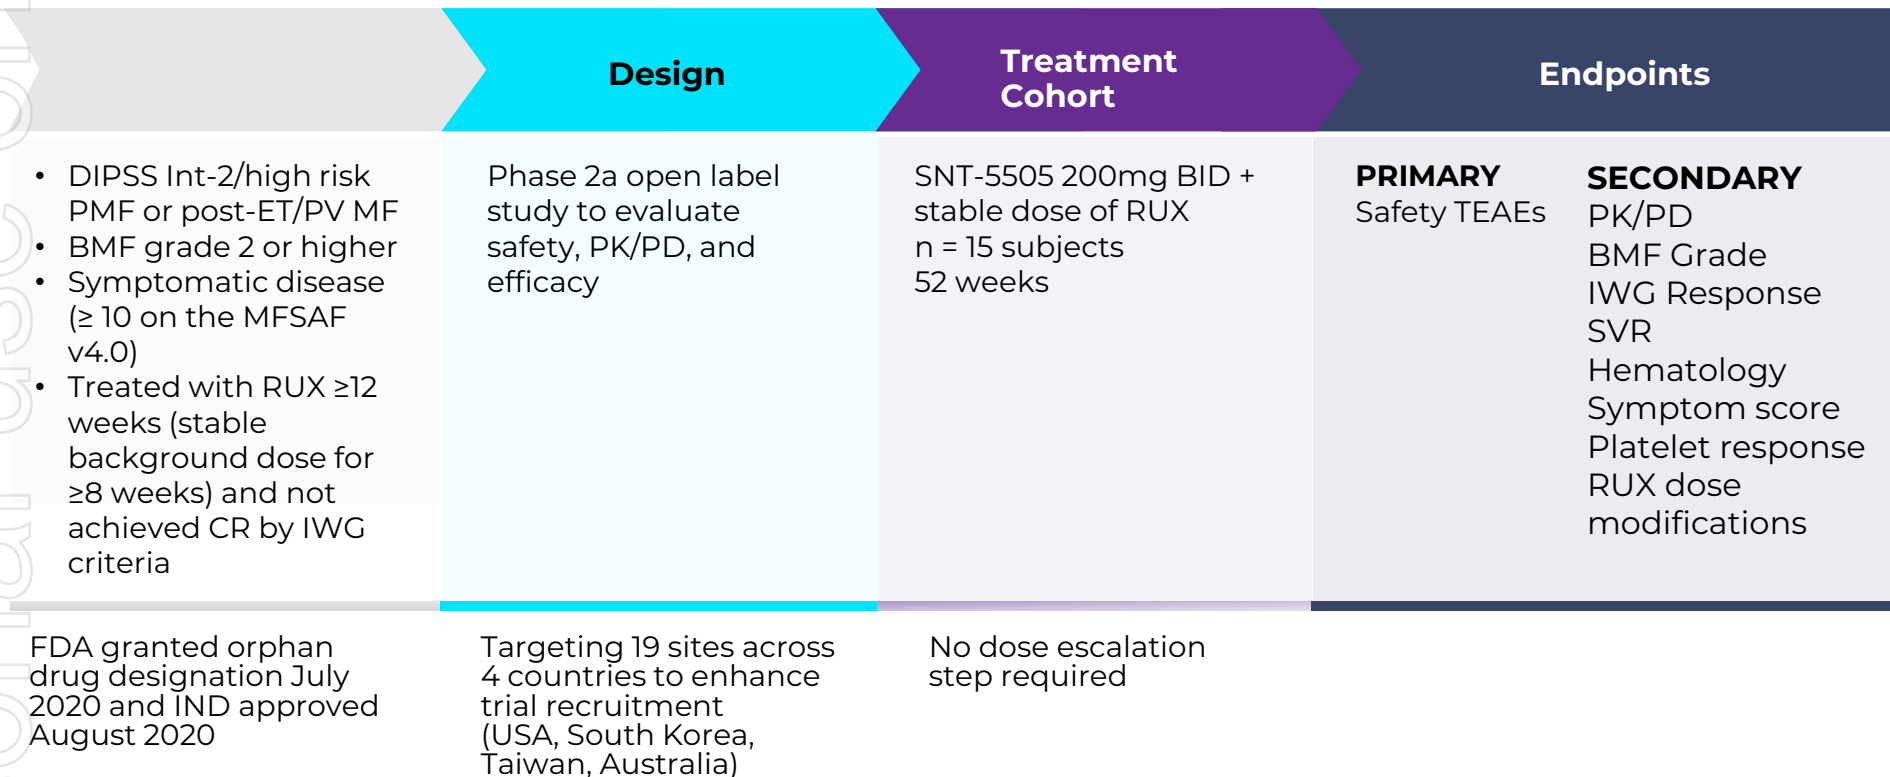 Design
Treatment
Cohort
Endpoints
• DIPSS Int-2/high risk
PMF or post-ET/PV MF
• BMF grade 2 or higher
• Symptomatic disease
(≥ 10 on the MFSAF
v4.0)
• Treated with RUX ≥12
weeks (stable
background dose for
≥8 weeks) and not
achieved CR by IWG
criteria
Phase 2a open label
study to evaluate
safety, PK/PD, and
efficacy
SNT-5505 200mg BID +
stable dose of RUX
n = 15 subjects
52 weeks
PRIMARY
Safety TEAEs
SECONDARY
PK/PD
BMF Grade
IWG Response
SVR
Hematology
Symptom score
Platelet response
RUX dose
modifications
FDA granted orphan
drug designation July
2020 and IND approved
August 2020
Targeting 19 sites across
4 countries to enhance
trial recruitment
(USA, South Korea,
Taiwan, Australia)
No dose escalation
step required